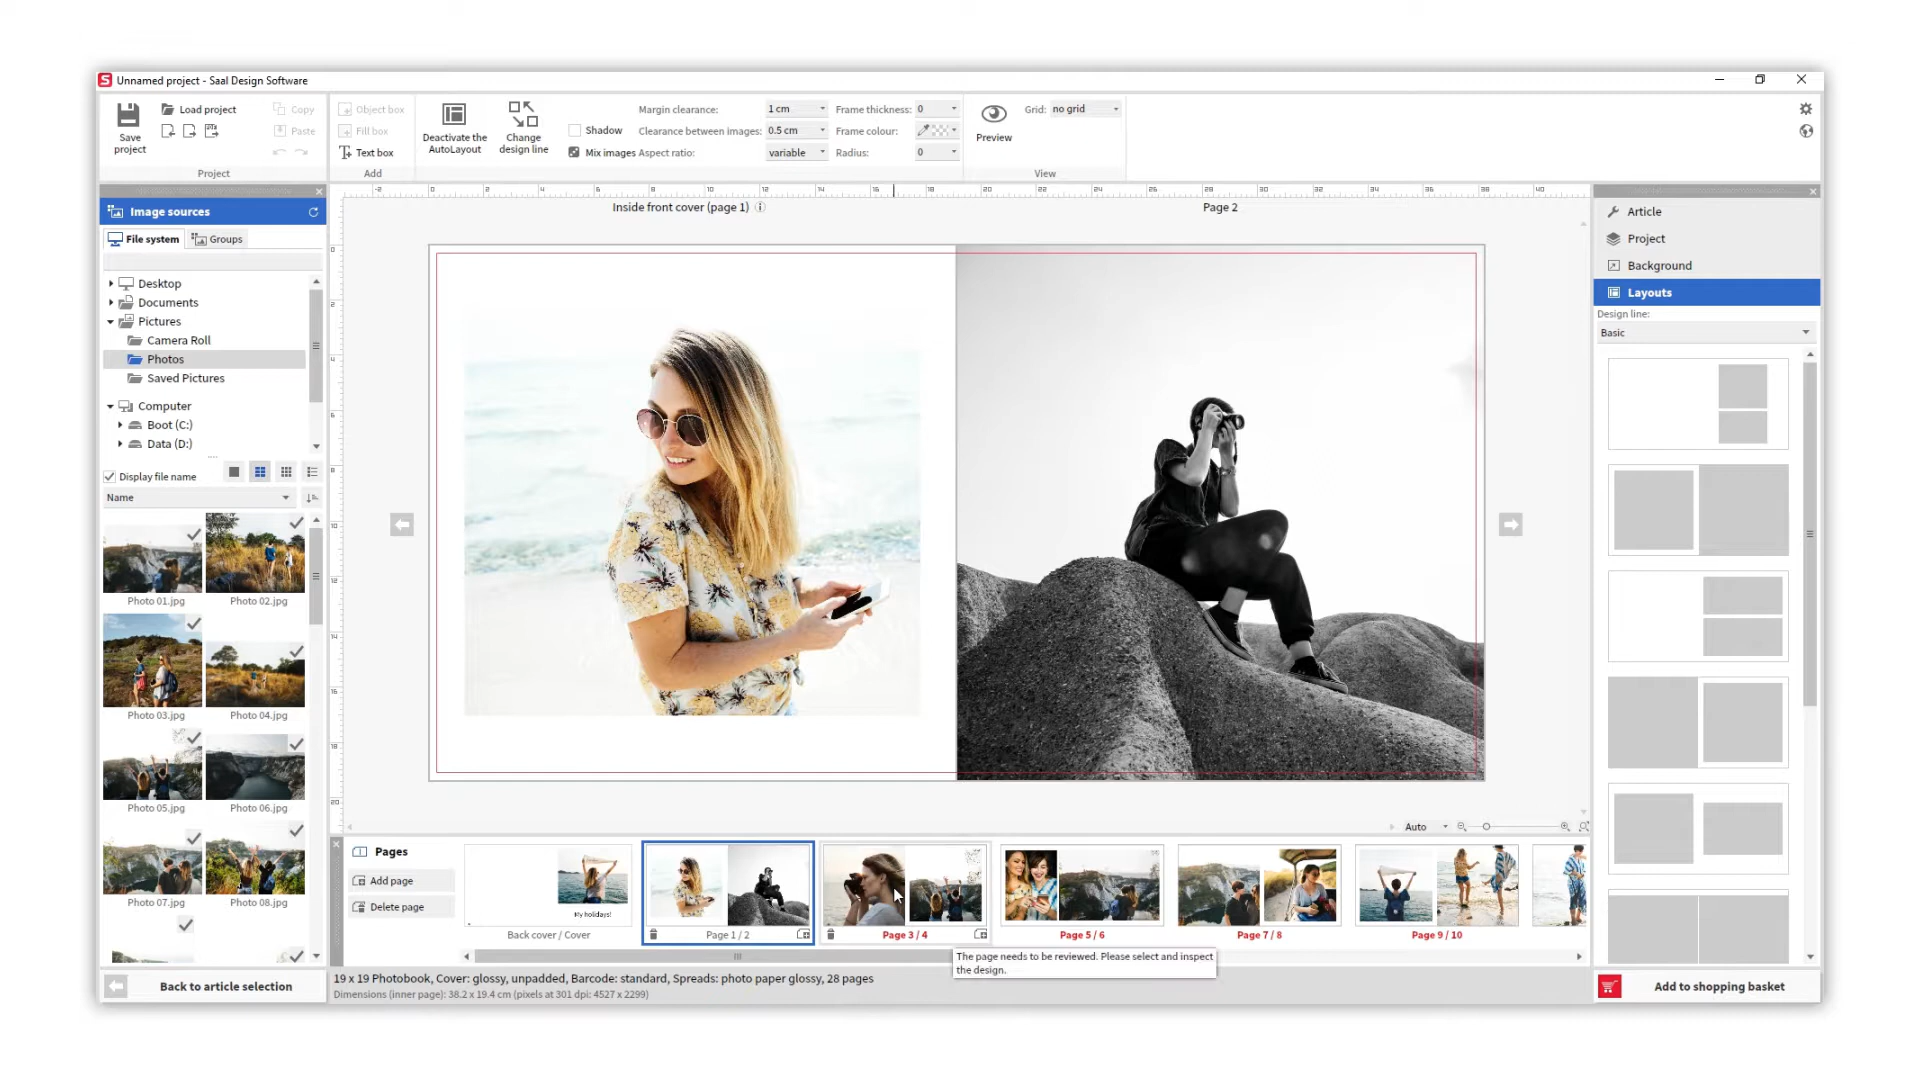 Unnamed project - Saal Design Software
Save project
Load project
Copy
Paste
Project
Object box
Fill box
Text box
Add
Deactivate the AutoLayout
Change design line
Shadow
Mix images
Margin clearance: 1 cm
Clearance between images: 0.5 cm
Aspect ratio: variable
Frame thickness: 0
Frame colour:
Radius: 0
Preview
Grid: no grid
View
Image sources
File system
Groups
Desktop
Documents
Pictures
Camera Roll
Photos
Saved Pictures
Computer
Boot (C:)
Data (D:)
Display file name
Name
Photo 01.jpg
Photo 02.jpg
Photo 03.jpg
Photo 04.jpg
Photo 05.jpg
Photo 06.jpg
Photo 07.jpg
Photo 08.jpg
Back to article selection
Inside front cover (page 1)
Page 2
Auto
Pages
Add page
Delete page
My holidays!
Back cover / Cover
Page 1 / 2
Page 3 / 4
Page 5 / 6
Page 7 / 8
Page 9 / 10
The page needs to be reviewed. Please select and inspect
the design.
19 x 19 Photobook, Cover: glossy, unpadded, Barcode: standard, Spreads: photo paper glossy, 28 pages
Dimensions (inner page): 38.2 x 19.4 cm (pixels at 301 dpi: 4527 x 2299)
Article
Project
Background
Layouts
Design line:
Basic
Add to shopping basket